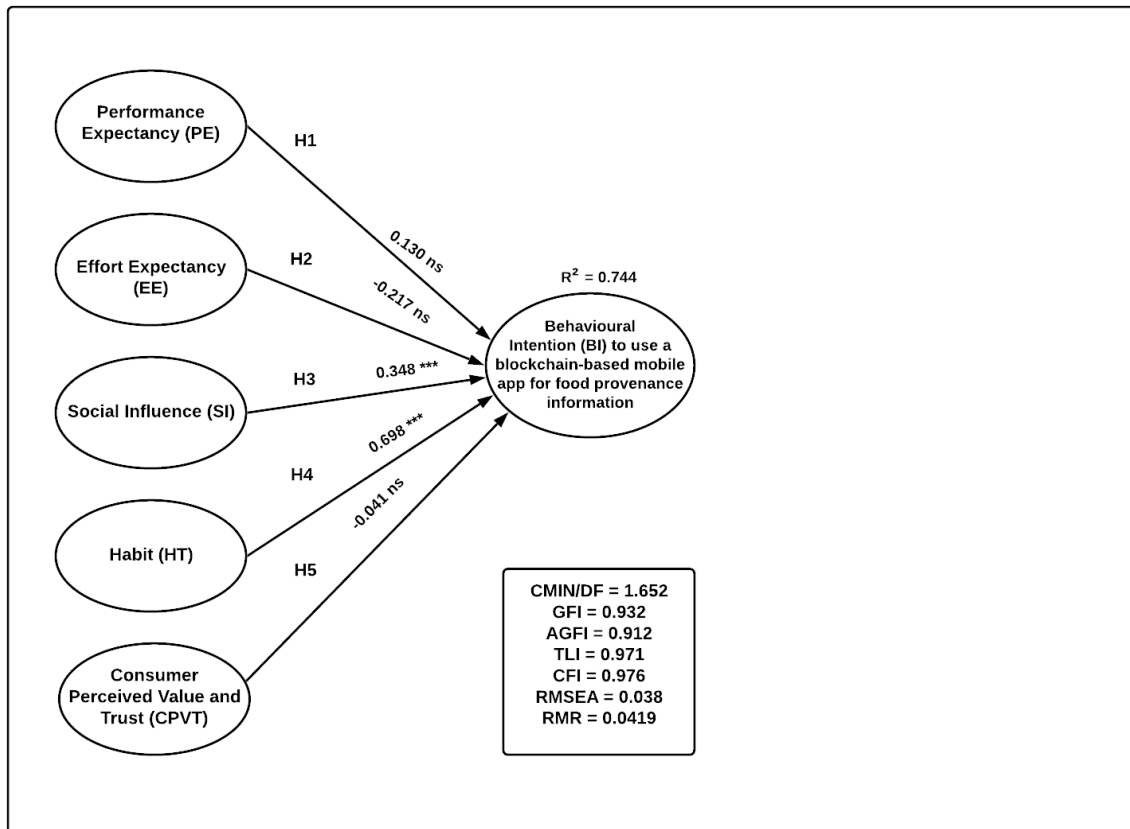 Performance
Expectancy (PE)
H1
0.130 ns
Effort Expectancy
(EE)
H2
-0.217 ns
R² = 0.744
Behavioural
Intention (BI) to use a
blockchain-based mobile
app for food provenance
information
Social Influence (SI)
H3
0.348 ***
Habit (HT)
H4
0.698 ***
Consumer
Perceived Value and
Trust (CPVT)
H5
-0.041 ns
CMIN/DF = 1.652
GFI = 0.932
AGFI = 0.912
TLI = 0.971
CFI = 0.976
RMSEA = 0.038
RMR = 0.0419